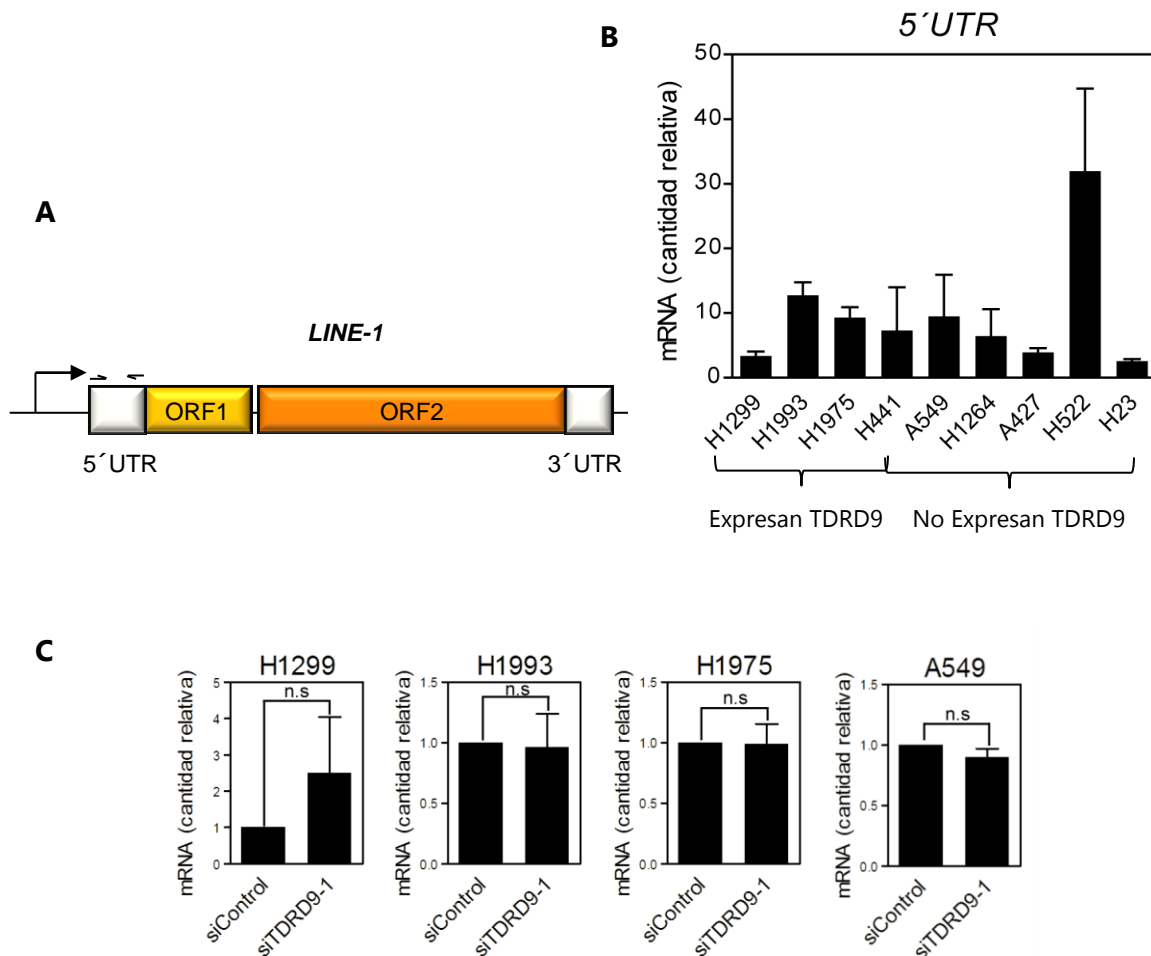 A
LINE-1
ORF1
ORF2
5´UTR
3´UTR
B
5´UTR
mRNA (cantidad relativa)
50
40
30
20
10
0
H1299
H1993
H1975
H441
A549
H1264
A427
H522
H23
Expresan TDRD9
No Expresan TDRD9
C
H1299
mRNA (cantidad relativa)
5
4
3
2
1
0
n.s
siControl
siTDRD9-1
H1993
mRNA (cantidad relativa)
1.5
1.0
0.5
0.0
n.s
siControl
siTDRD9-1
H1975
mRNA (cantidad relativa)
1.5
1.0
0.5
0.0
n.s
siControl
siTDRD9-1
A549
mRNA (cantidad relativa)
1.5
1.0
0.5
0.0
n.s
siControl
siTDRD9-1